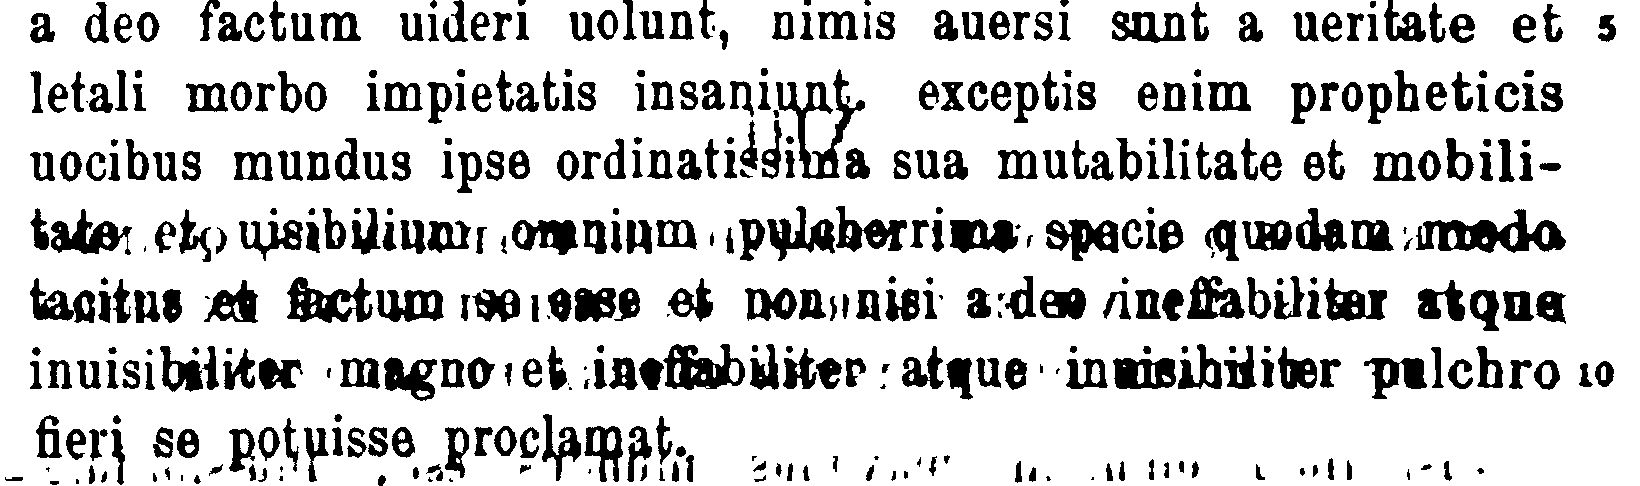 a deo factum uideri uolunt, nimis auersi sunt a ueritate et 5
letali morbo impietatis insaniunt. exceptis enim propheticis
uocibus mundus ipse ordinatissima sua mutabilitate et mobili-
tate et uisibilium omnium pulcherrima specie quodam modo
tacitus et factum se esse et non nisi a deo ineffabiliter atque
inuisibiliter magno et ineffabiliter atque inuisibiliter pulchro 10
fieri se potuisse proclamat.